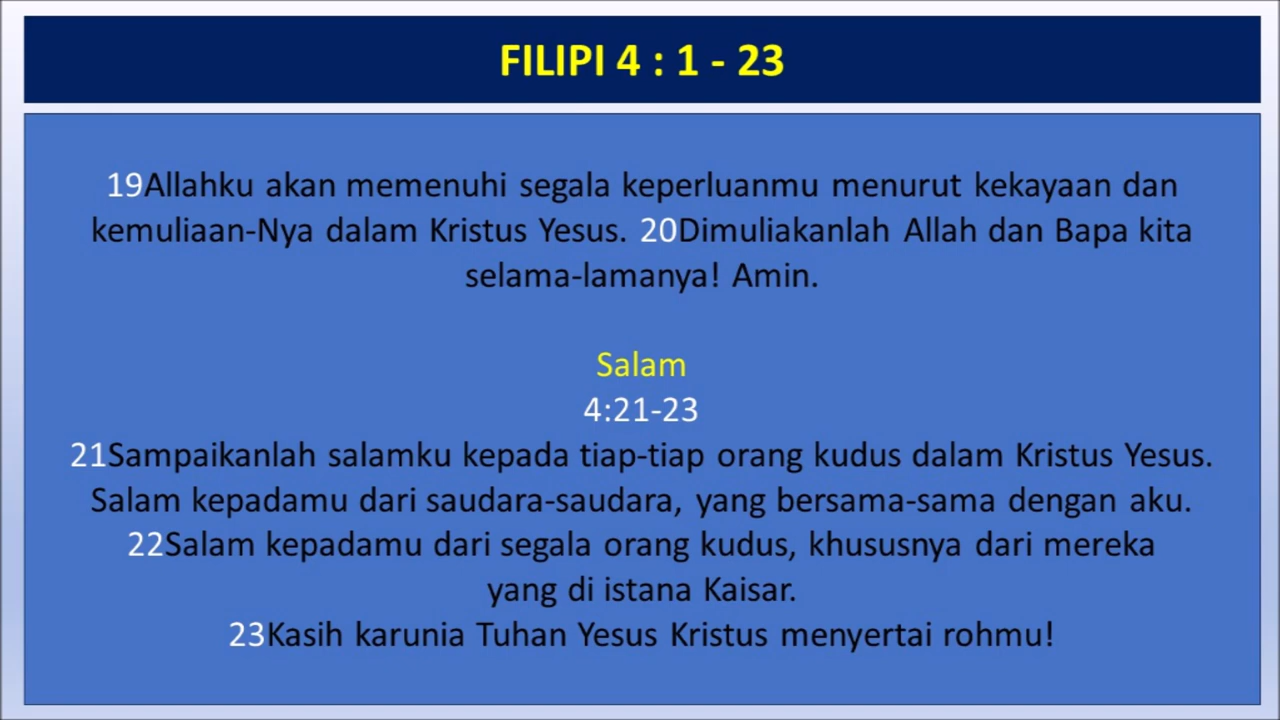 FILIPI 4 : 1 - 23
19Allahku akan memenuhi segala keperluanmu menurut kekayaan dan
kemuliaan-Nya dalam Kristus Yesus. 20Dimuliakanlah Allah dan Bapa kita
selama-lamanya! Amin.
Salam
4:21-23
21Sampaikanlah salamku kepada tiap-tiap orang kudus dalam Kristus Yesus.
Salam kepadamu dari saudara-saudara, yang bersama-sama dengan aku.
22Salam kepadamu dari segala orang kudus, khususnya dari mereka
yang di istana Kaisar.
23Kasih karunia Tuhan Yesus Kristus menyertai rohmu!